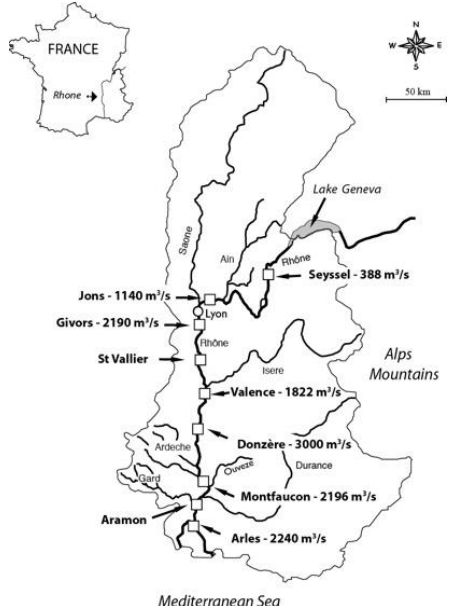 FRANCE
Rhone
N
W E
S
50 km
Lake Geneva
Saone
Ain
Rhône
Seyssel - 388 m³/s
Jons - 1140 m³/s
Lyon
Givors - 2190 m³/s
Rhône
St Vallier
Isere
Alps
Mountains
Valence - 1822 m³/s
Donzère - 3000 m³/s
Ardeche
Ouveze
Durance
Gard
Montfaucon - 2196 m³/s
Aramon
Arles - 2240 m³/s
Mediterranean Sea